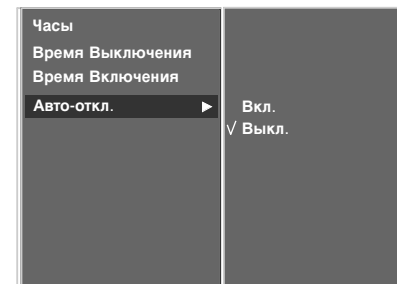 Часы
Время Выключения
Время Включения
Авто-откл. ▶
Вкл.
√ Выкл.